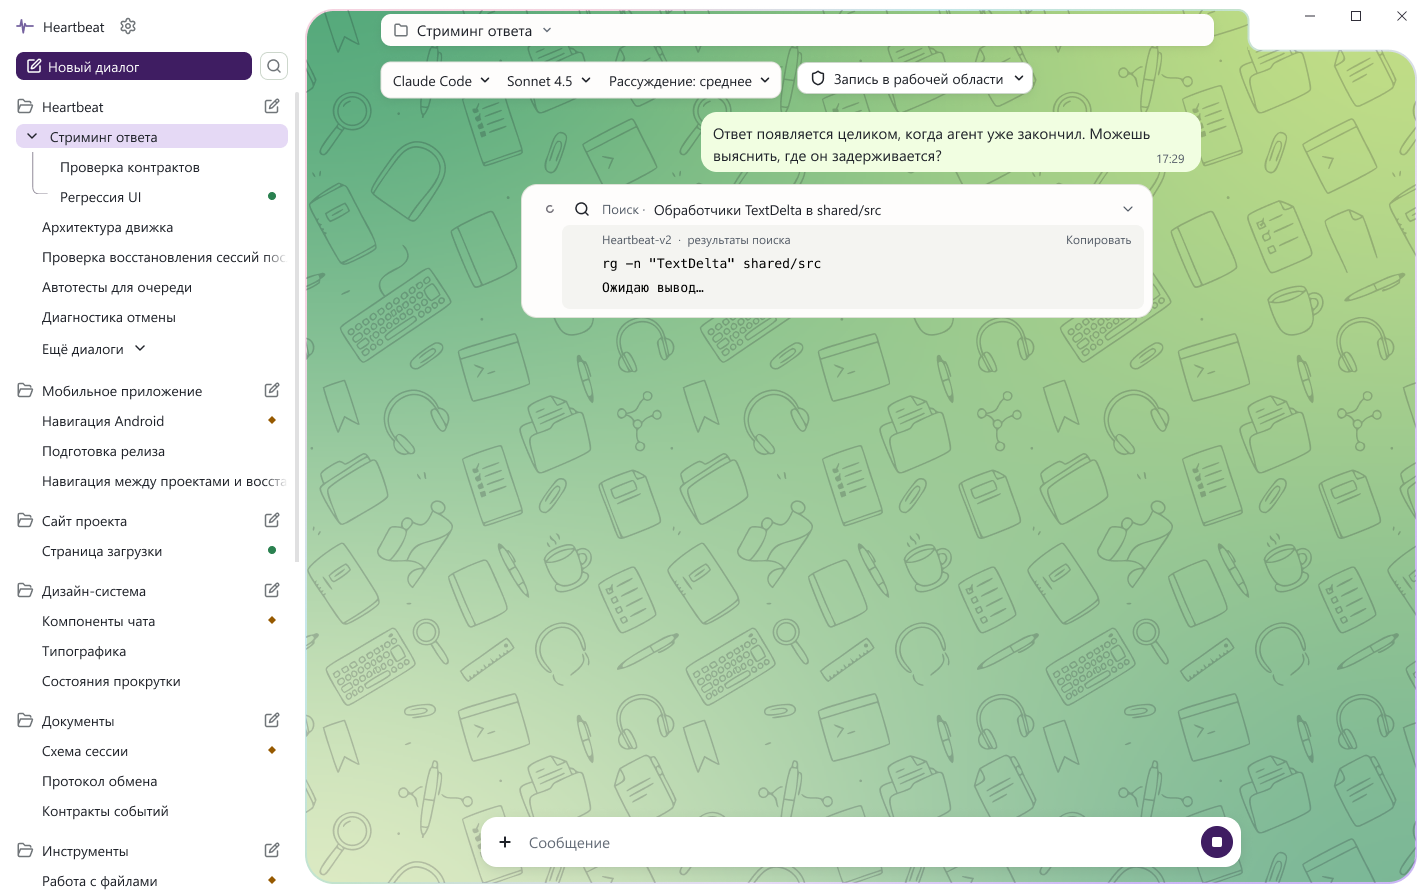 Heartbeat
Новый диалог
Heartbeat
Стриминг ответа
Проверка контрактов
Регрессия UI
Архитектура движка
Проверка восстановления сессий пос
Автотесты для очереди
Диагностика отмены
Ещё диалоги
Мобильное приложение
Навигация Android
Подготовка релиза
Навигация между проектами и восста
Сайт проекта
Страница загрузки
Дизайн-система
Компоненты чата
Типографика
Состояния прокрутки
Документы
Схема сессии
Протокол обмена
Контракты событий
Инструменты
Работа с файлами
Стриминг ответа
Claude Code Sonnet 4.5 Рассуждение: среднее Запись в рабочей области
Ответ появляется целиком, когда агент уже закончил. Можешь
выяснить, где он задерживается?
17:29
Поиск · Обработчики TextDelta в shared/src
Heartbeat-v2 · результаты поиска Копировать
rg -n "TextDelta" shared/src
Ожидаю вывод…
Сообщение